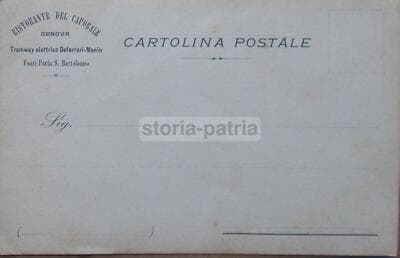 RISTORANTE DEL CAPORALE
GENOVA
Tramway elettrico Deferrari-Manin
Fuori Porta S. Bartolomeo
CARTOLINA POSTALE
Sig.
storia-patria